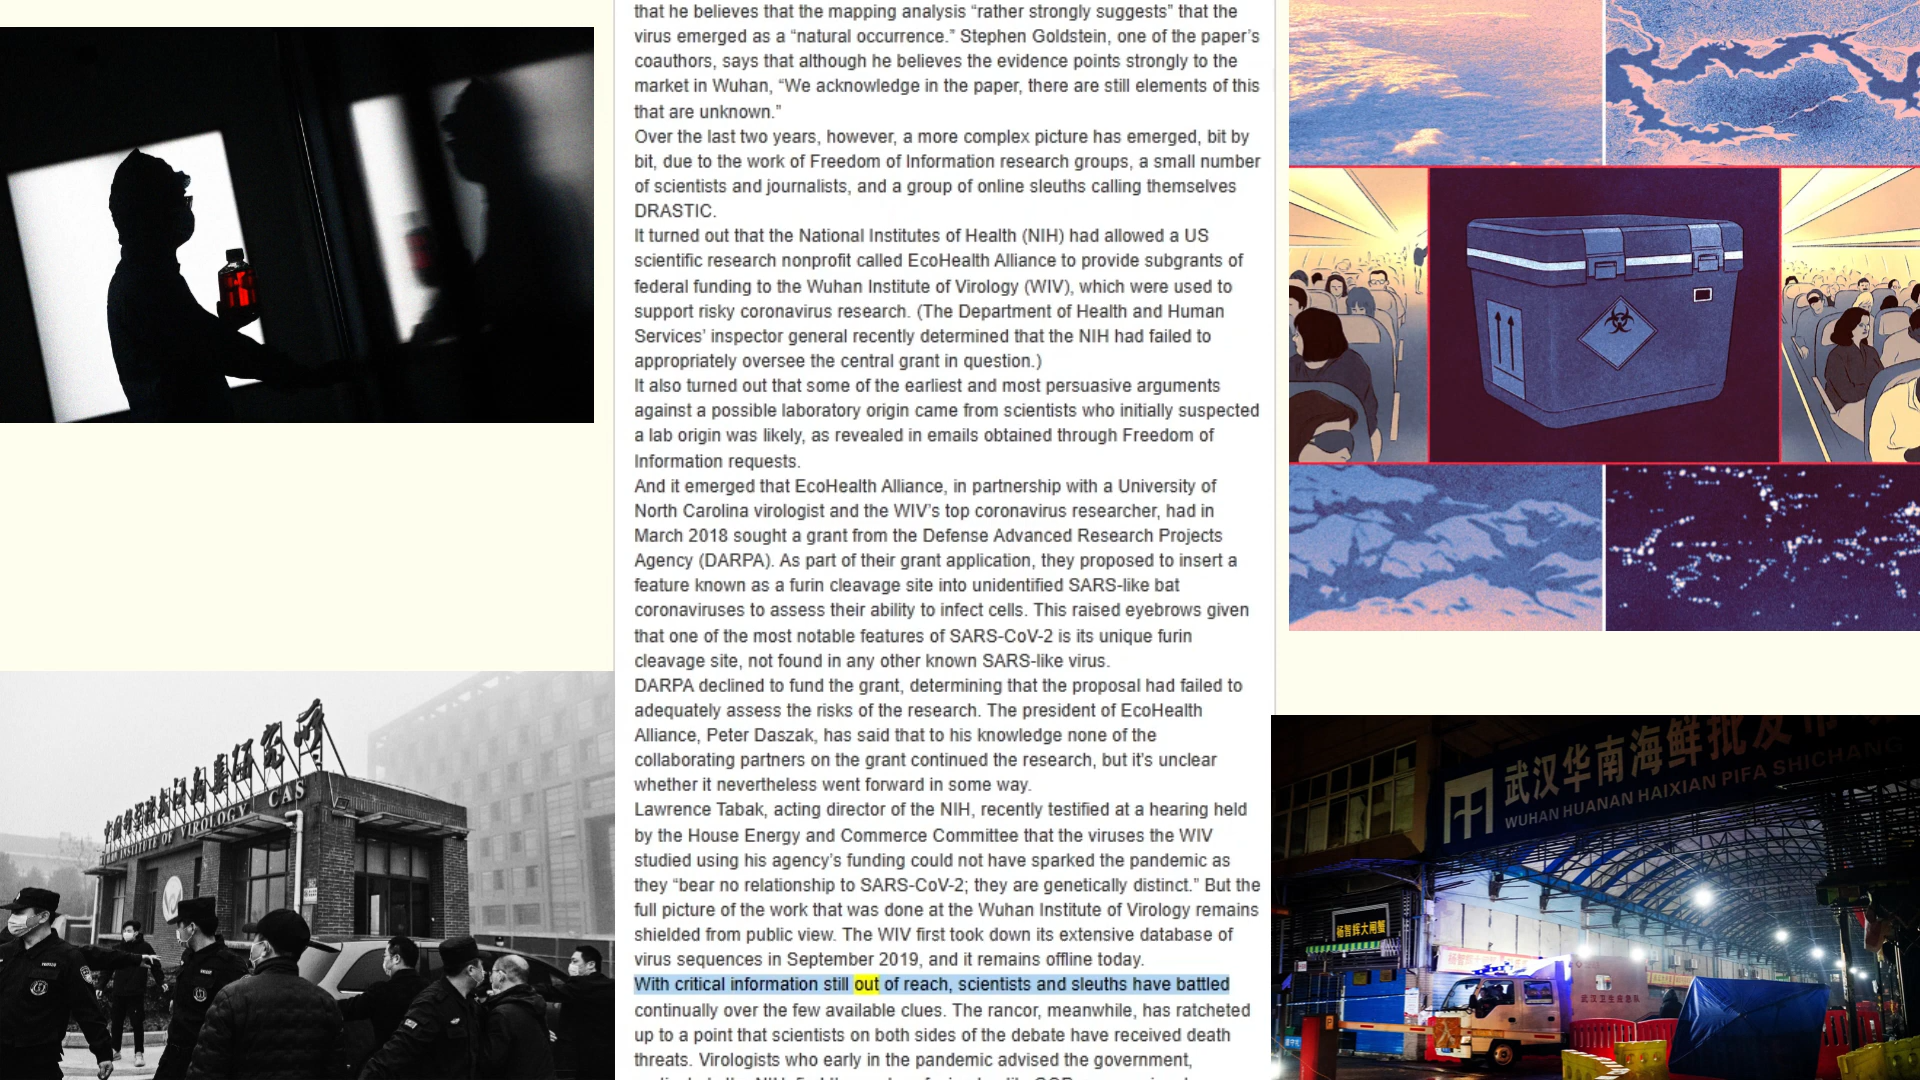 that he believes that the mapping analysis “rather strongly suggests” that the
virus emerged as a “natural occurrence.” Stephen Goldstein, one of the paper’s
coauthors, says that although he believes the evidence points strongly to the
market in Wuhan, “We acknowledge in the paper, there are still elements of this
that are unknown.”
Over the last two years, however, a more complex picture has emerged, bit by
bit, due to the work of Freedom of Information research groups, a small number
of scientists and journalists, and a group of online sleuths calling themselves
DRASTIC.
It turned out that the National Institutes of Health (NIH) had allowed a US
scientific research nonprofit called EcoHealth Alliance to provide subgrants of
federal funding to the Wuhan Institute of Virology (WIV), which were used to
support risky coronavirus research. (The Department of Health and Human
Services’ inspector general recently determined that the NIH had failed to
appropriately oversee the central grant in question.)
It also turned out that some of the earliest and most persuasive arguments
against a possible laboratory origin came from scientists who initially suspected
a lab origin was likely, as revealed in emails obtained through Freedom of
Information requests.
And it emerged that EcoHealth Alliance, in partnership with a University of
North Carolina virologist and the WIV’s top coronavirus researcher, had in
March 2018 sought a grant from the Defense Advanced Research Projects
Agency (DARPA). As part of their grant application, they proposed to insert a
feature known as a furin cleavage site into unidentified SARS-like bat
coronaviruses to assess their ability to infect cells. This raised eyebrows given
that one of the most notable features of SARS-CoV-2 is its unique furin
cleavage site, not found in any other known SARS-like virus.
DARPA declined to fund the grant, determining that the proposal had failed to
adequately assess the risks of the research. The president of EcoHealth
Alliance, Peter Daszak, has said that to his knowledge none of the
collaborating partners on the grant continued the research, but it’s unclear
whether it nevertheless went forward in some way.
Lawrence Tabak, acting director of the NIH, recently testified at a hearing held
by the House Energy and Commerce Committee that the viruses the WIV
studied using his agency’s funding could not have sparked the pandemic as
they “bear no relationship to SARS-CoV-2; they are genetically distinct.” But the
full picture of the work that was done at the Wuhan Institute of Virology remains
shielded from public view. The WIV first took down its extensive database of
virus sequences in September 2019, and it remains offline today.
With critical information still out of reach, scientists and sleuths have battled
continually over the few available clues. The rancor, meanwhile, has ratcheted
up to a point that scientists on both sides of the debate have received death
threats. Virologists who early in the pandemic advised the government,
INSTITUTE OF VIROLOGY, CAS
武汉华南海鲜批发市
WUHAN HUANAN HAIXIAN PIFA SHICHANG
杨智辉大闸蟹